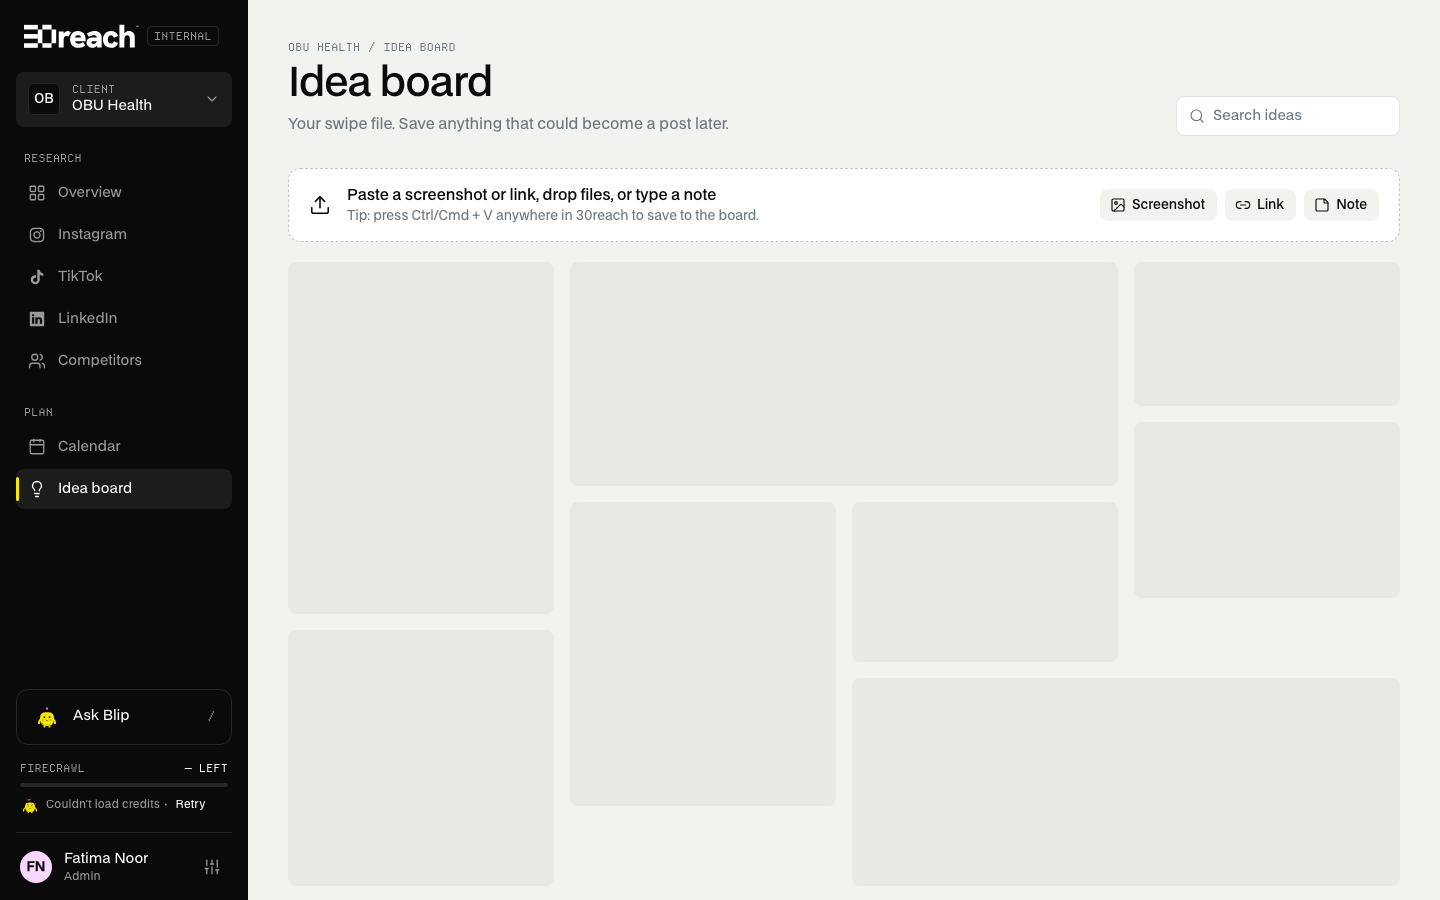 30reach
INTERNAL
OB
CLIENT
OBU Health
RESEARCH
Overview
Instagram
TikTok
LinkedIn
Competitors
PLAN
Calendar
Idea board
Ask Blip
/
FIRECRAWL
– LEFT
Couldn't load credits · Retry
FN
Fatima Noor
Admin
OBU HEALTH / IDEA BOARD
Idea board
Your swipe file. Save anything that could become a post later.
Search ideas
Paste a screenshot or link, drop files, or type a note
Tip: press Ctrl/Cmd + V anywhere in 30reach to save to the board.
Screenshot
Link
Note